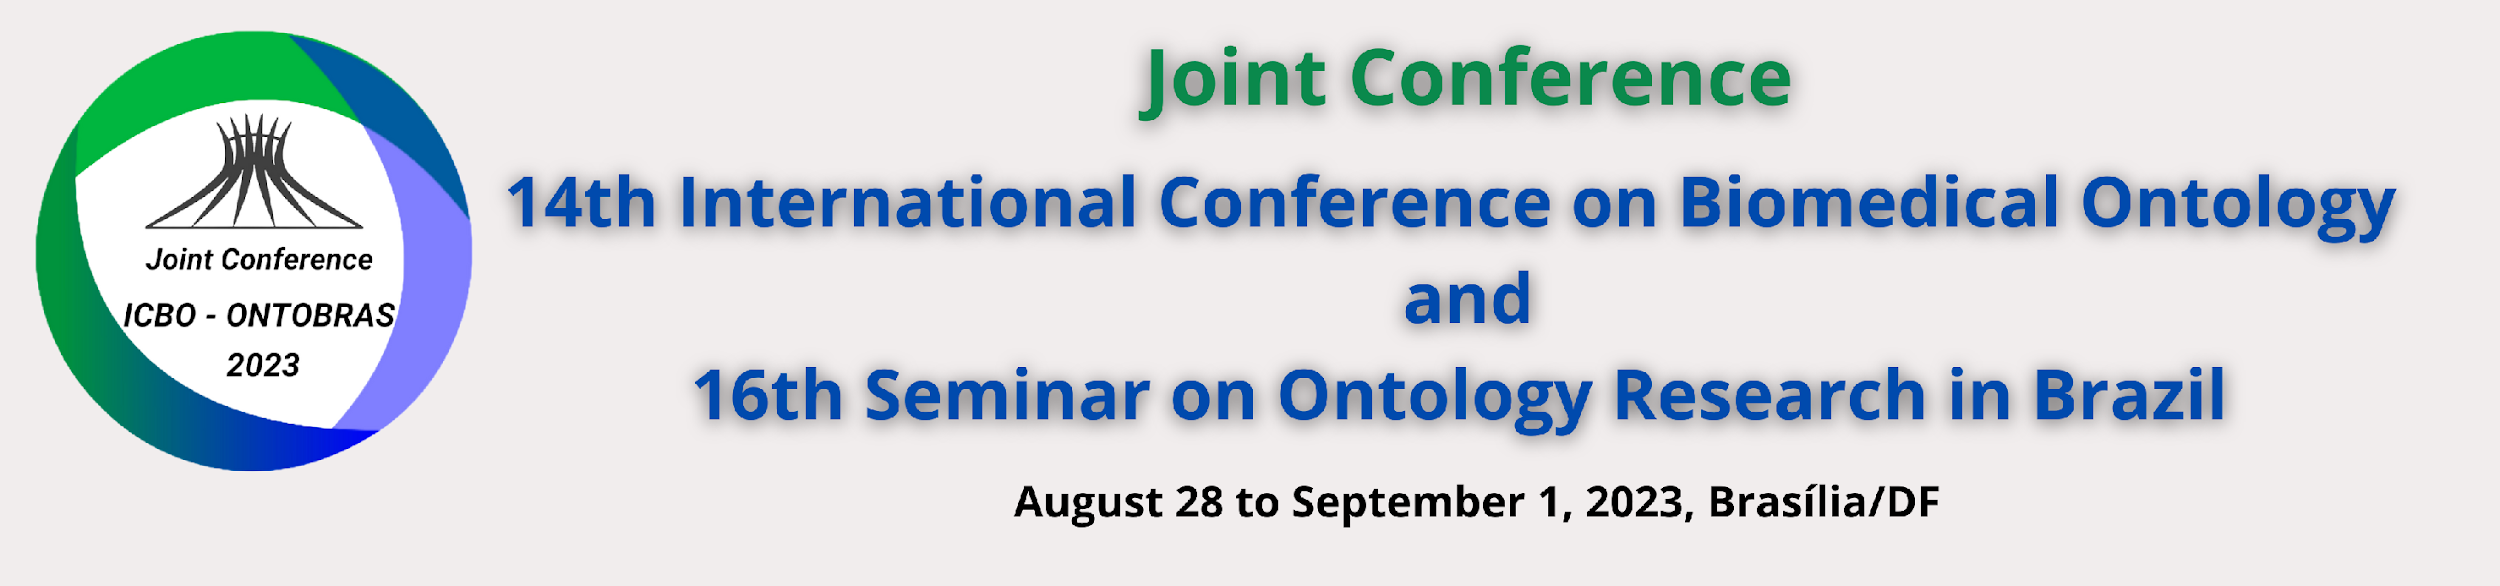 Joint Conference
ICBO - ONTOBRAS
2023
Joint Conference
14th International Conference on Biomedical Ontology
and
16th Seminar on Ontology Research in Brazil
August 28 to September 1, 2023, Brasília/DF